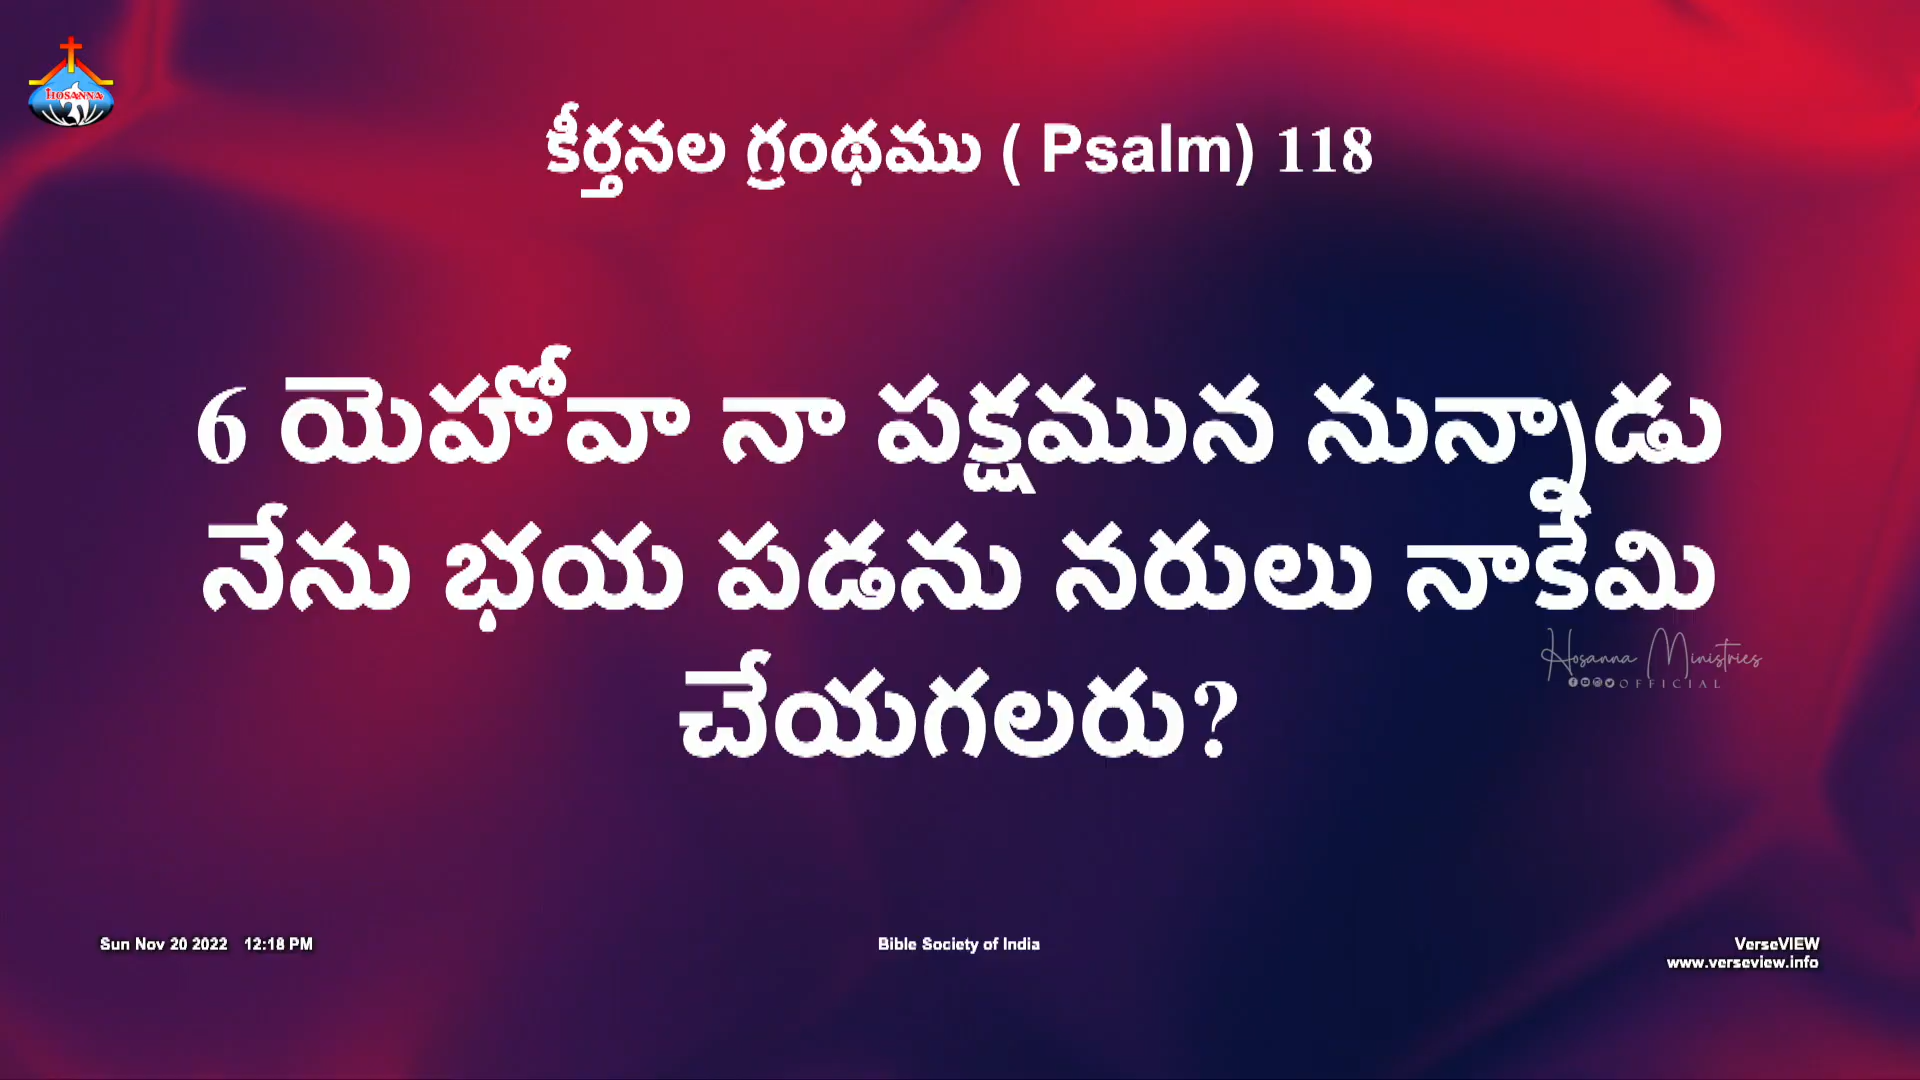 HOSANNA
కీర్తనల గ్రంథము ( Psalm) 118
6 యెహోవా నా పక్షమున నున్నాడు
నేను భయ పడను నరులు నాకేమి
చేయగలరు?
Hosanna Ministries
OFFICIAL
Sun Nov 20 2022 12:18 PM
Bible Society of India
VerseVIEW
www.verseview.info